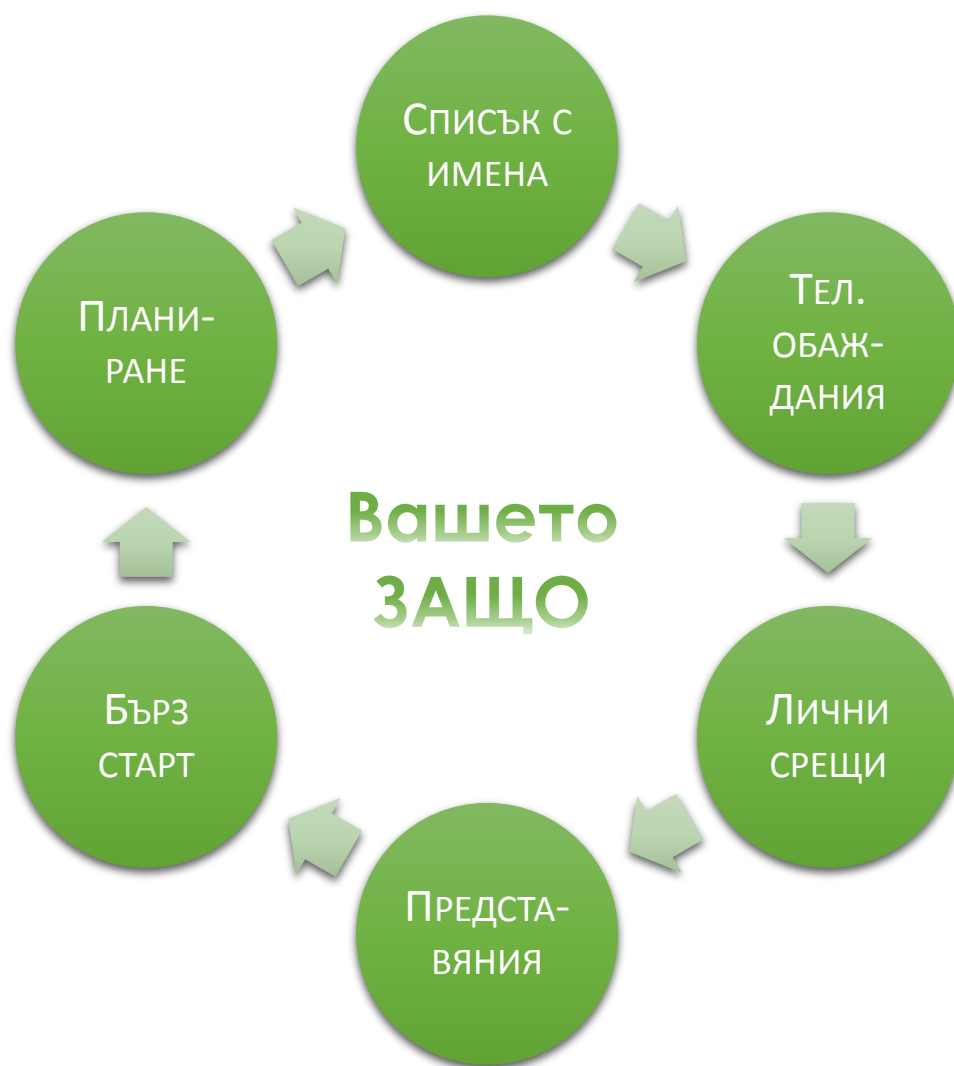 Списък с
имена
Тел.
обаж-
дания
Лични
срещи
Предста-
вяния
Бърз
старт
Плани-
ране
Вашето
ЗАЩО